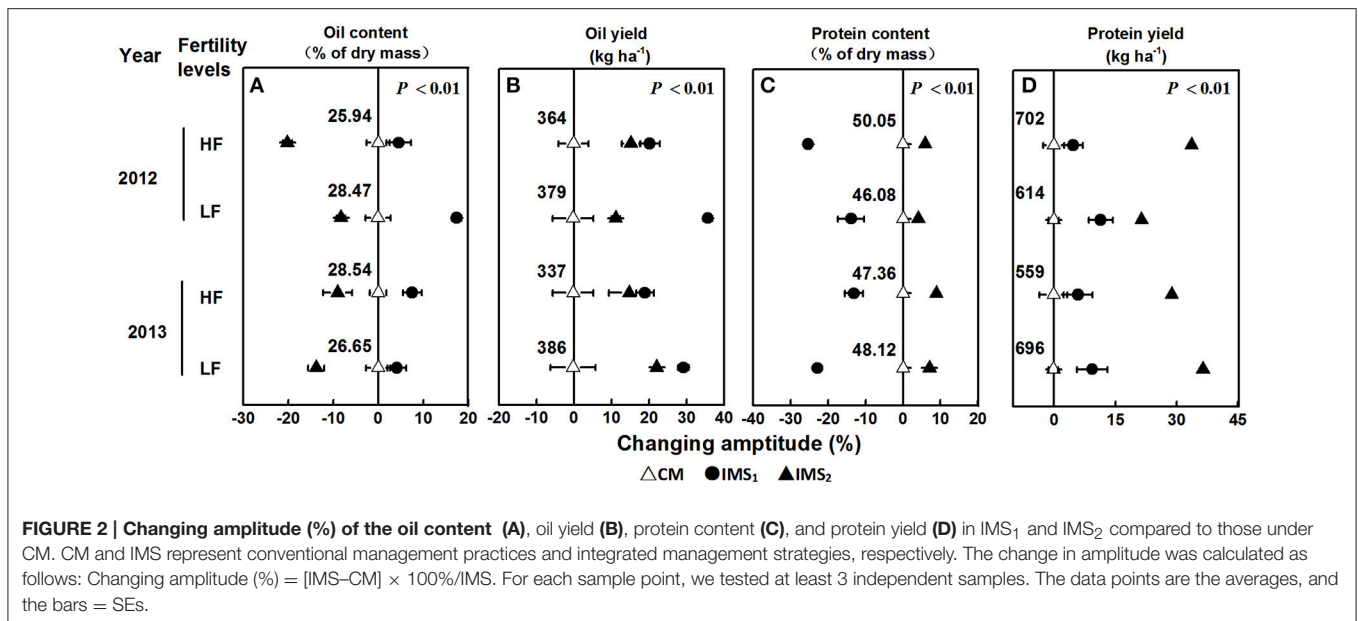 Year
Fertility levels
Oil content
（% of dry mass）
Oil yield
(kg ha⁻¹)
Protein content
（% of dry mass）
Protein yield
(kg ha⁻¹)
A P < 0.01
B P < 0.01
C P < 0.01
D P < 0.01
2012
HF 25.94 364 50.05 702
LF 28.47 379 46.08 614
2013
HF 28.54 337 47.36 559
LF 26.65 386 48.12 696
-30 -20 -10 0 10 20
-20 -10 0 10 20 30 40
-40 -30 -20 -10 0 10 20
0 15 30 45
Changing amptitude (%)
△CM ●IMS₁ ▲IMS₂
FIGURE 2 | Changing amplitude (%) of the oil content (A), oil yield (B), protein content (C), and protein yield (D) in IMS₁ and IMS₂ compared to those under
CM. CM and IMS represent conventional management practices and integrated management strategies, respectively. The change in amplitude was calculated as
follows: Changing amplitude (%) = [IMS–CM] × 100%/IMS. For each sample point, we tested at least 3 independent samples. The data points are the averages, and
the bars = SEs.